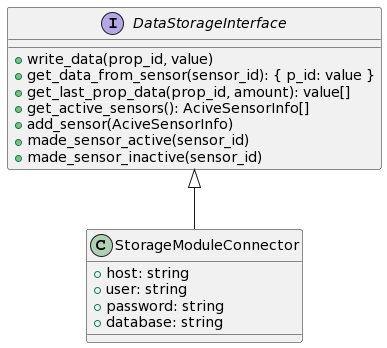 I DataStorageInterface
write_data(prop_id, value)
get_data_from_sensor(sensor_id): { p_id: value }
get_last_prop_data(prop_id, amount): value[]
get_active_sensors(): AciveSensorInfo[]
add_sensor(AciveSensorInfo)
made_sensor_active(sensor_id)
made_sensor_inactive(sensor_id)
C StorageModuleConnector
host: string
user: string
password: string
database: string